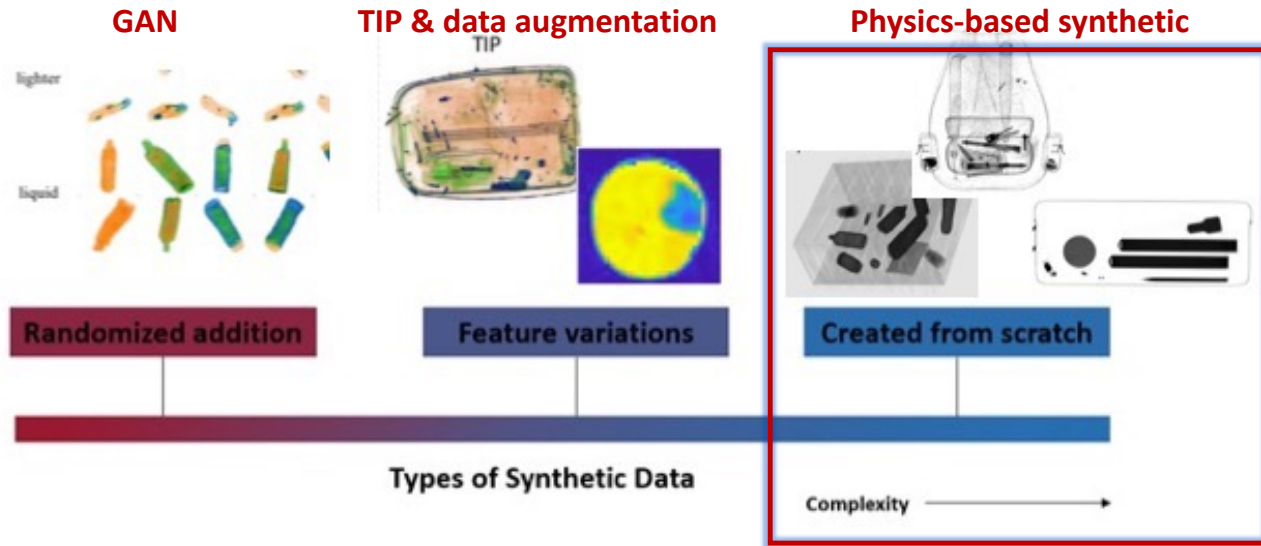 GAN
TIP & data augmentation
Physics-based synthetic
TIP
lighter
liquid
Randomized addition
Feature variations
Created from scratch
Types of Synthetic Data
Complexity